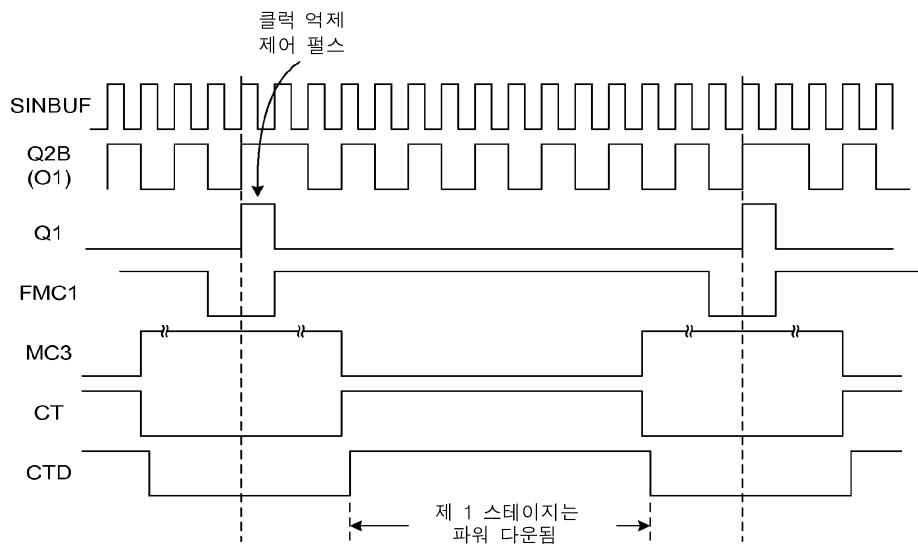 클럭 억제
제어 펄스
SINBUF
Q2B
(O1)
Q1
FMC1
MC3
CT
CTD
제 1 스테이지는
파워 다운됨